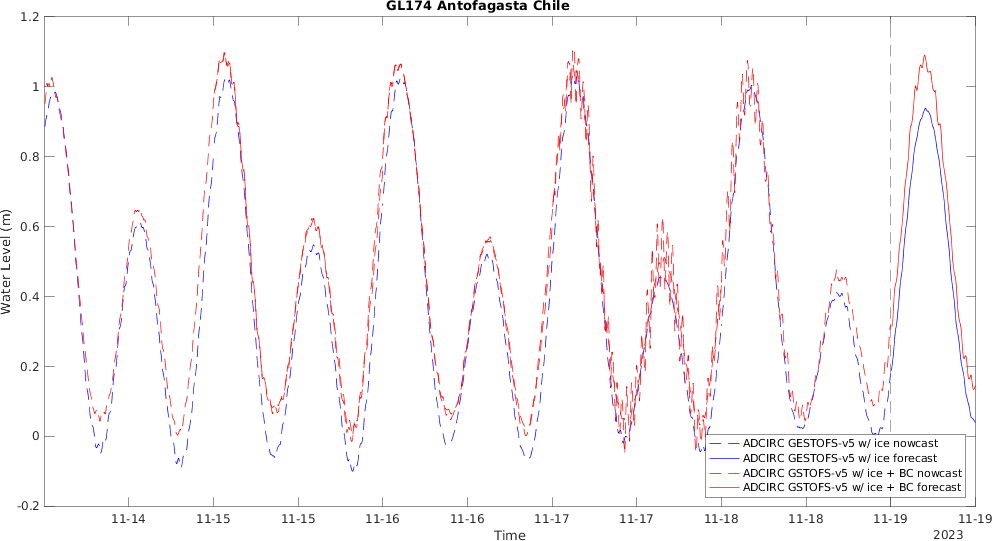 GL174 Antofagasta Chile
1.2
1
0.8
0.6
0.4
0.2
0
-0.2
Water Level (m)
ADCIRC GESTOFS-v5 w/ ice nowcast
ADCIRC GESTOFS-v5 w/ ice forecast
ADCIRC GSTOFS-v5 w/ ice + BC nowcast
ADCIRC GSTOFS-v5 w/ ice + BC forecast
11-14 11-15 11-15 11-16 11-16 11-17 11-17 11-18 11-18 11-19 11-19
Time
2023